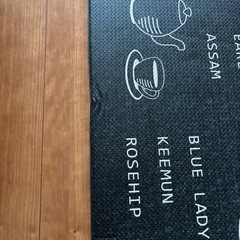 ASSAM
BLUE LADY
KEEMUN
ROSEHIP